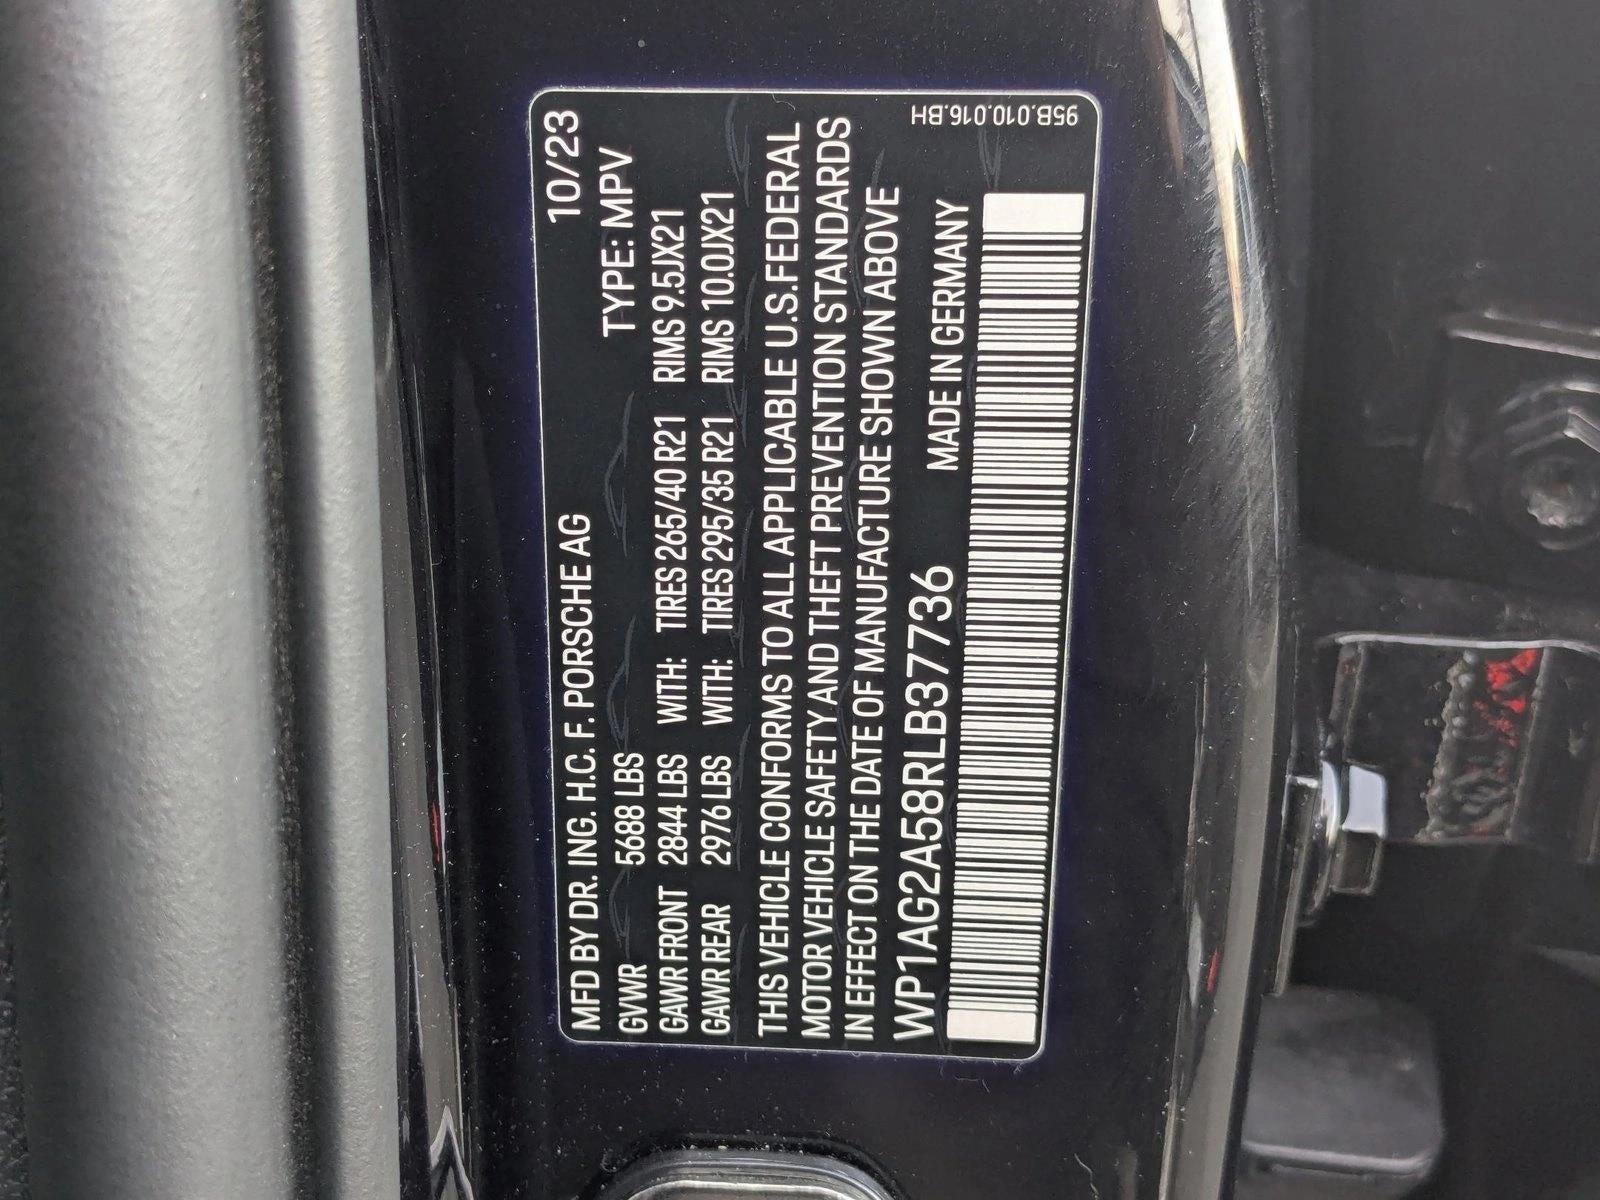 MFD BY DR. ING. H.C. F. PORSCHE AG 10/23
GVWR 5688 LBS TYPE: MPV
GAWR FRONT 2844 LBS WITH: TIRES 265/40 R21 RIMS 9.5JX21
GAWR REAR 2976 LBS WITH: TIRES 295/35 R21 RIMS 10.0JX21
THIS VEHICLE CONFORMS TO ALL APPLICABLE U.S.FEDERAL
MOTOR VEHICLE SAFETY AND THEFT PREVENTION STANDARDS
IN EFFECT ON THE DATE OF MANUFACTURE SHOWN ABOVE
WP1AG2A58RLB37736 MADE IN GERMANY
95B.010.016.BH